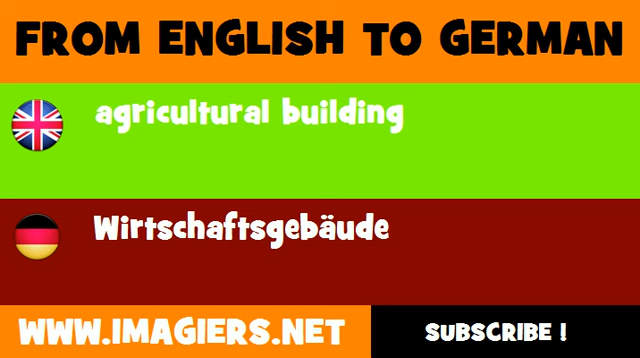 FROM ENGLISH TO GERMAN
agricultural building
Wirtschaftsgebäude
WWW.IMAGIERS.NET
SUBSCRIBE !